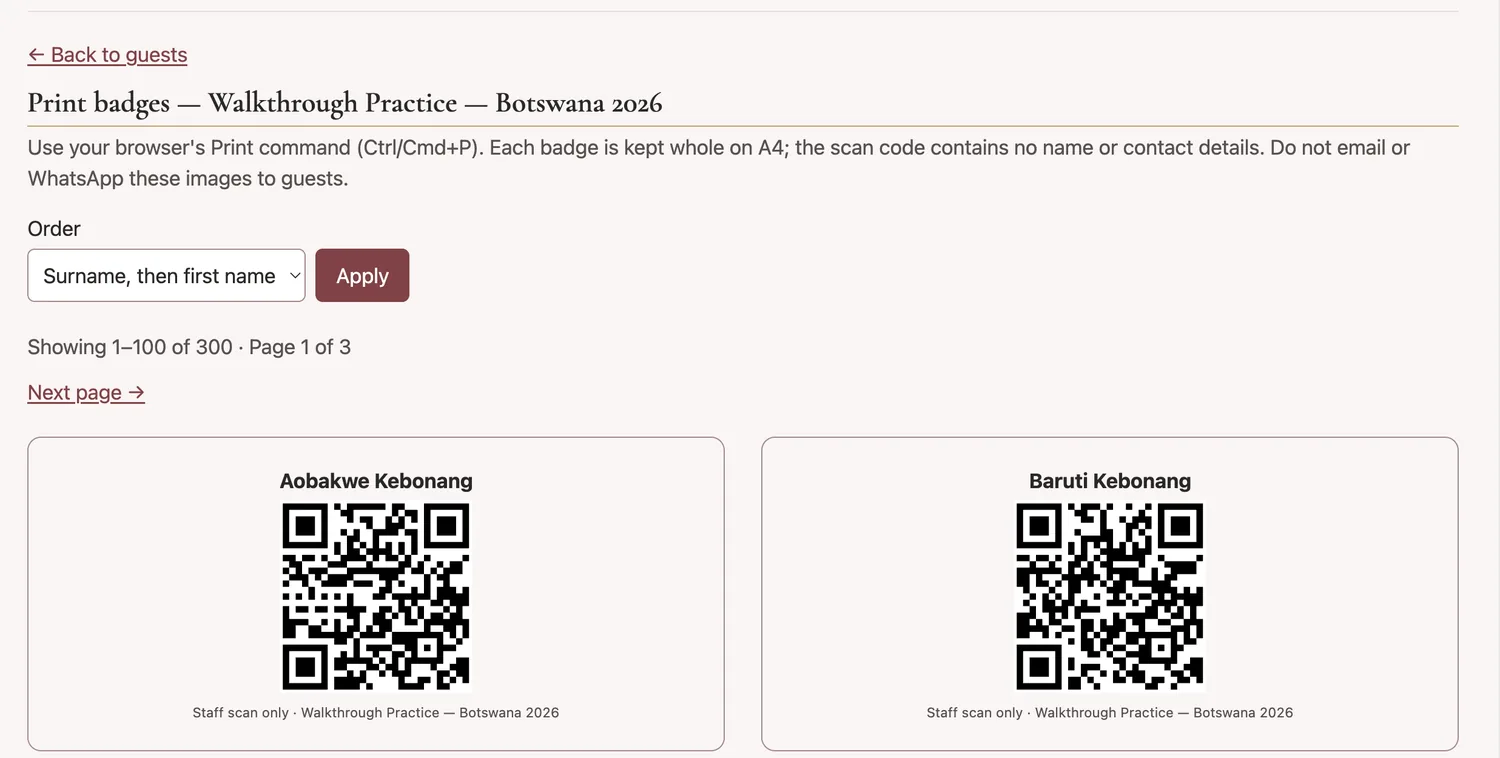 ← Back to guests
Print badges — Walkthrough Practice — Botswana 2026
Use your browser's Print command (Ctrl/Cmd+P). Each badge is kept whole on A4; the scan code contains no name or contact details. Do not email or
WhatsApp these images to guests.
Order
Surname, then first name
Apply
Showing 1–100 of 300 · Page 1 of 3
Next page →
Aobakwe Kebonang
Staff scan only · Walkthrough Practice — Botswana 2026
Baruti Kebonang
Staff scan only · Walkthrough Practice — Botswana 2026